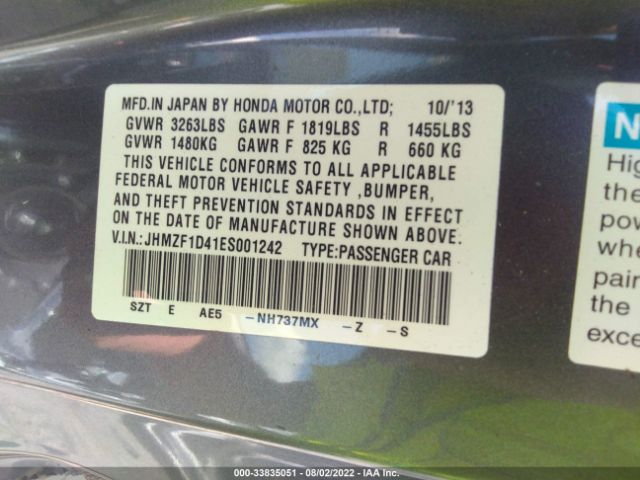 MFD.IN JAPAN BY HONDA MOTOR CO.,LTD; 10/'13
GVWR 3263LBS GAWR F 1819LBS R 1455LBS
GVWR 1480KG GAWR F 825 KG R 660 KG
THIS VEHICLE CONFORMS TO ALL APPLICABLE
FEDERAL MOTOR VEHICLE SAFETY ,BUMPER,
AND THEFT PREVENTION STANDARDS IN EFFECT
ON THE DATE OF MANUFACTURE SHOWN ABOVE.
V.I.N.: JHMZF1D41ES001242 TYPE:PASSENGER CAR
SZT E AE5 -NH737MX -Z -S
N
Hig
the
pow
whe
pain
the
exce
000-33835051 - 08/02/2022 - IAA Inc.